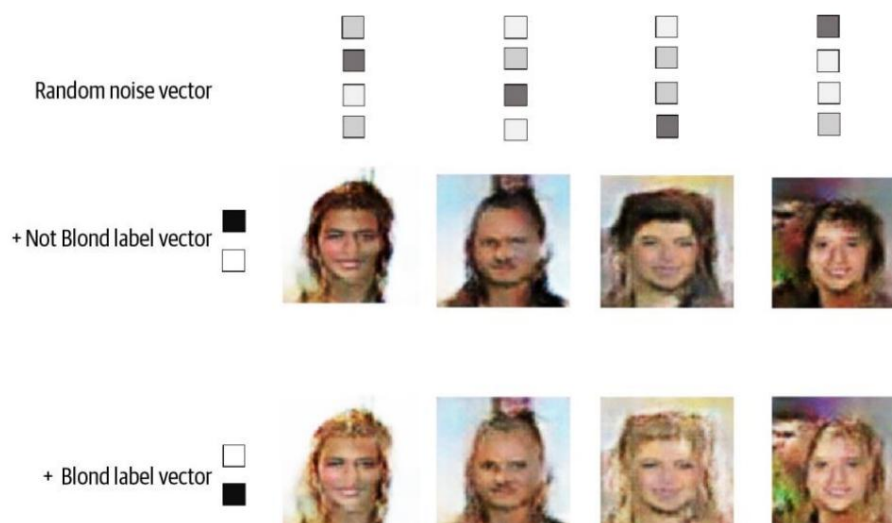 Random noise vector
+ Not Blond label vector
+ Blond label vector